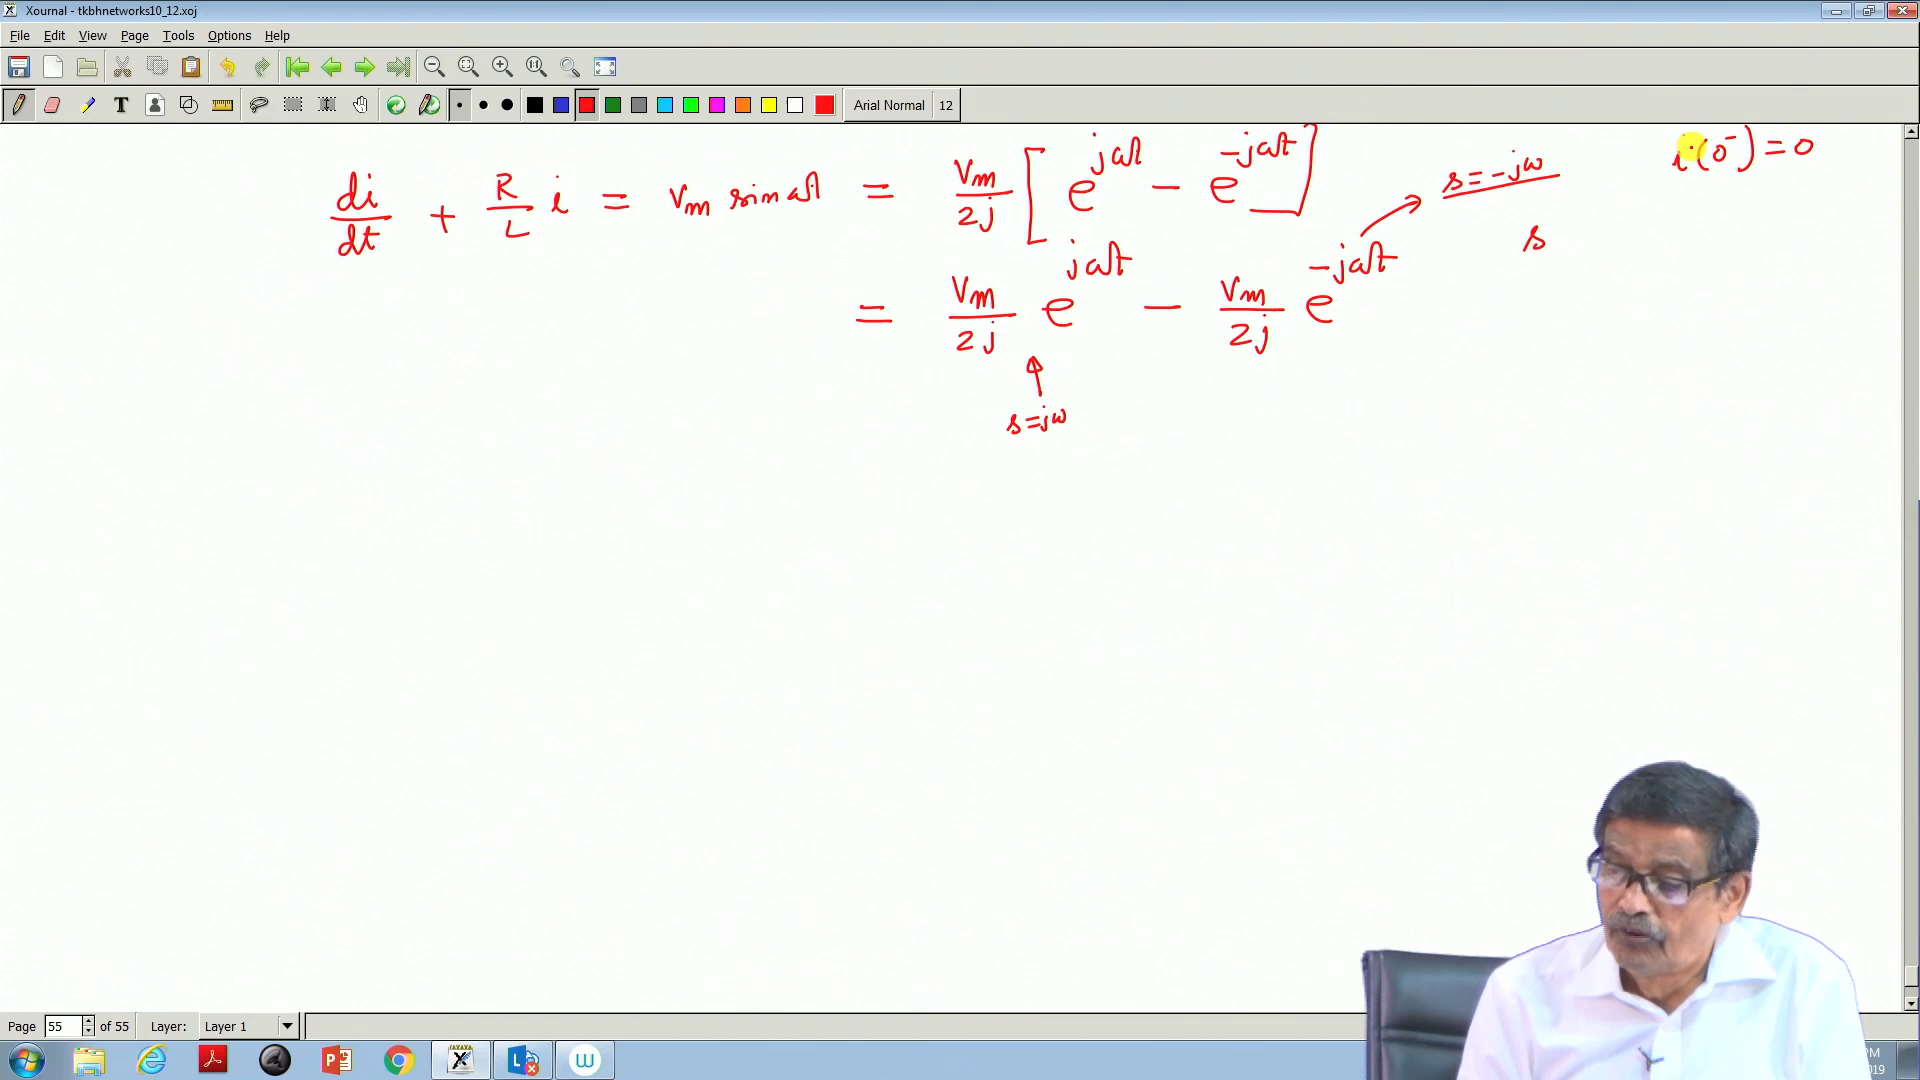 Xournal - tkbhnetworks10_12.xoj
File Edit View Page Tools Options Help
Arial Normal 12
di/dt + R/L i = Vm sin ωt = Vm/2j [ e^jωt - e^-jωt ]
i(0⁻) = 0
s = -jω
s
= Vm/2j e^jωt - Vm/2j e^-jωt
s = jω
Page 55 of 55 Layer: Layer 1
PM
019